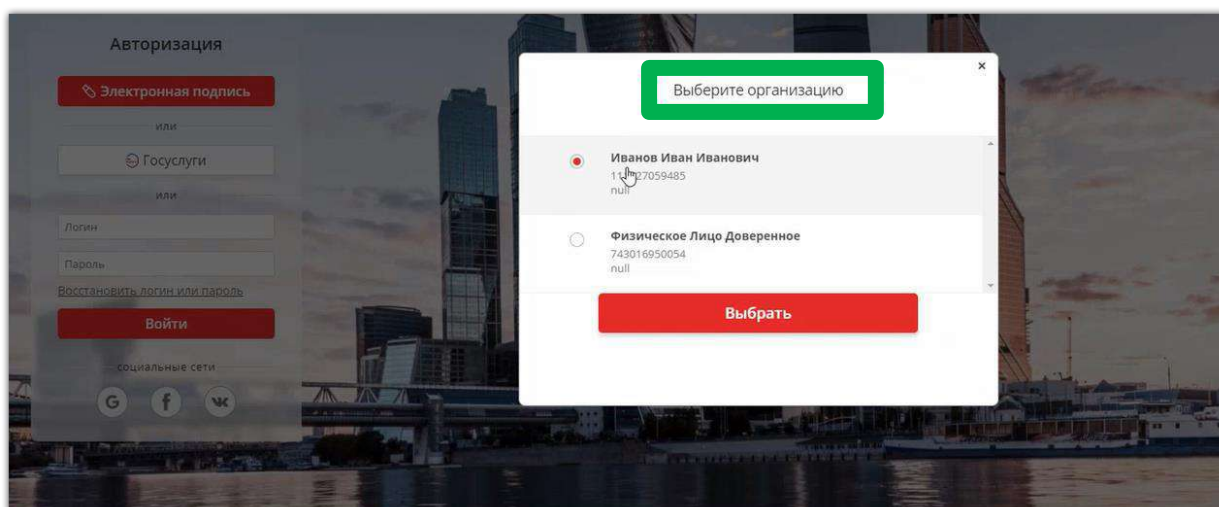 Авторизация
Электронная подпись
или
Госуслуги
или
Логин
Пароль
Восстановить логин или пароль
Войти
социальные сети
G f
Выберите организацию
×
Иванов Иван Иванович
null
Физическое Лицо Доверенное
743016950054
null
Выбрать